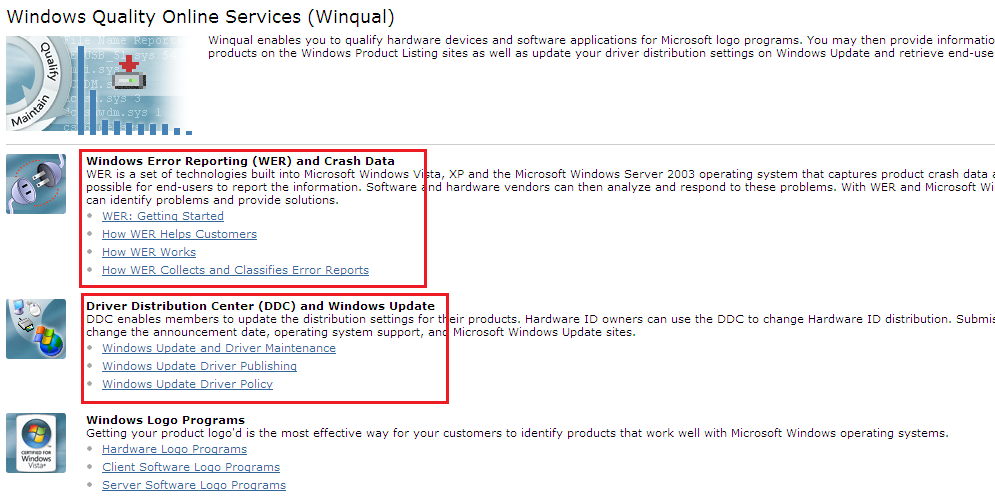 Windows Quality Online Services (Winqual)
Winqual enables you to qualify hardware devices and software applications for Microsoft logo programs. You may then provide informatio
products on the Windows Product Listing sites as well as update your driver distribution settings on Windows Update and retrieve end-use
Qualify
Maintain
File Name Repor
Windows Error Reporting (WER) and Crash Data
WER is a set of technologies built into Microsoft Windows Vista, XP and the Microsoft Windows Server 2003 operating system that captures product crash data a
possible for end-users to report the information. Software and hardware vendors can then analyze and respond to these problems. With WER and Microsoft Wi
can identify problems and provide solutions.
WER: Getting Started
How WER Helps Customers
How WER Works
How WER Collects and Classifies Error Reports
Driver Distribution Center (DDC) and Windows Update
DDC enables members to update the distribution settings for their products. Hardware ID owners can use the DDC to change Hardware ID distribution. Submis
change the announcement date, operating system support, and Microsoft Windows Update sites.
Windows Update and Driver Maintenance
Windows Update Driver Publishing
Windows Update Driver Policy
Windows Logo Programs
Getting your product logo'd is the most effective way for your customers to identify products that work well with Microsoft Windows operating systems.
CERTIFIED FOR
Windows
Vista
Hardware Logo Programs
Client Software Logo Programs
Server Software Logo Programs